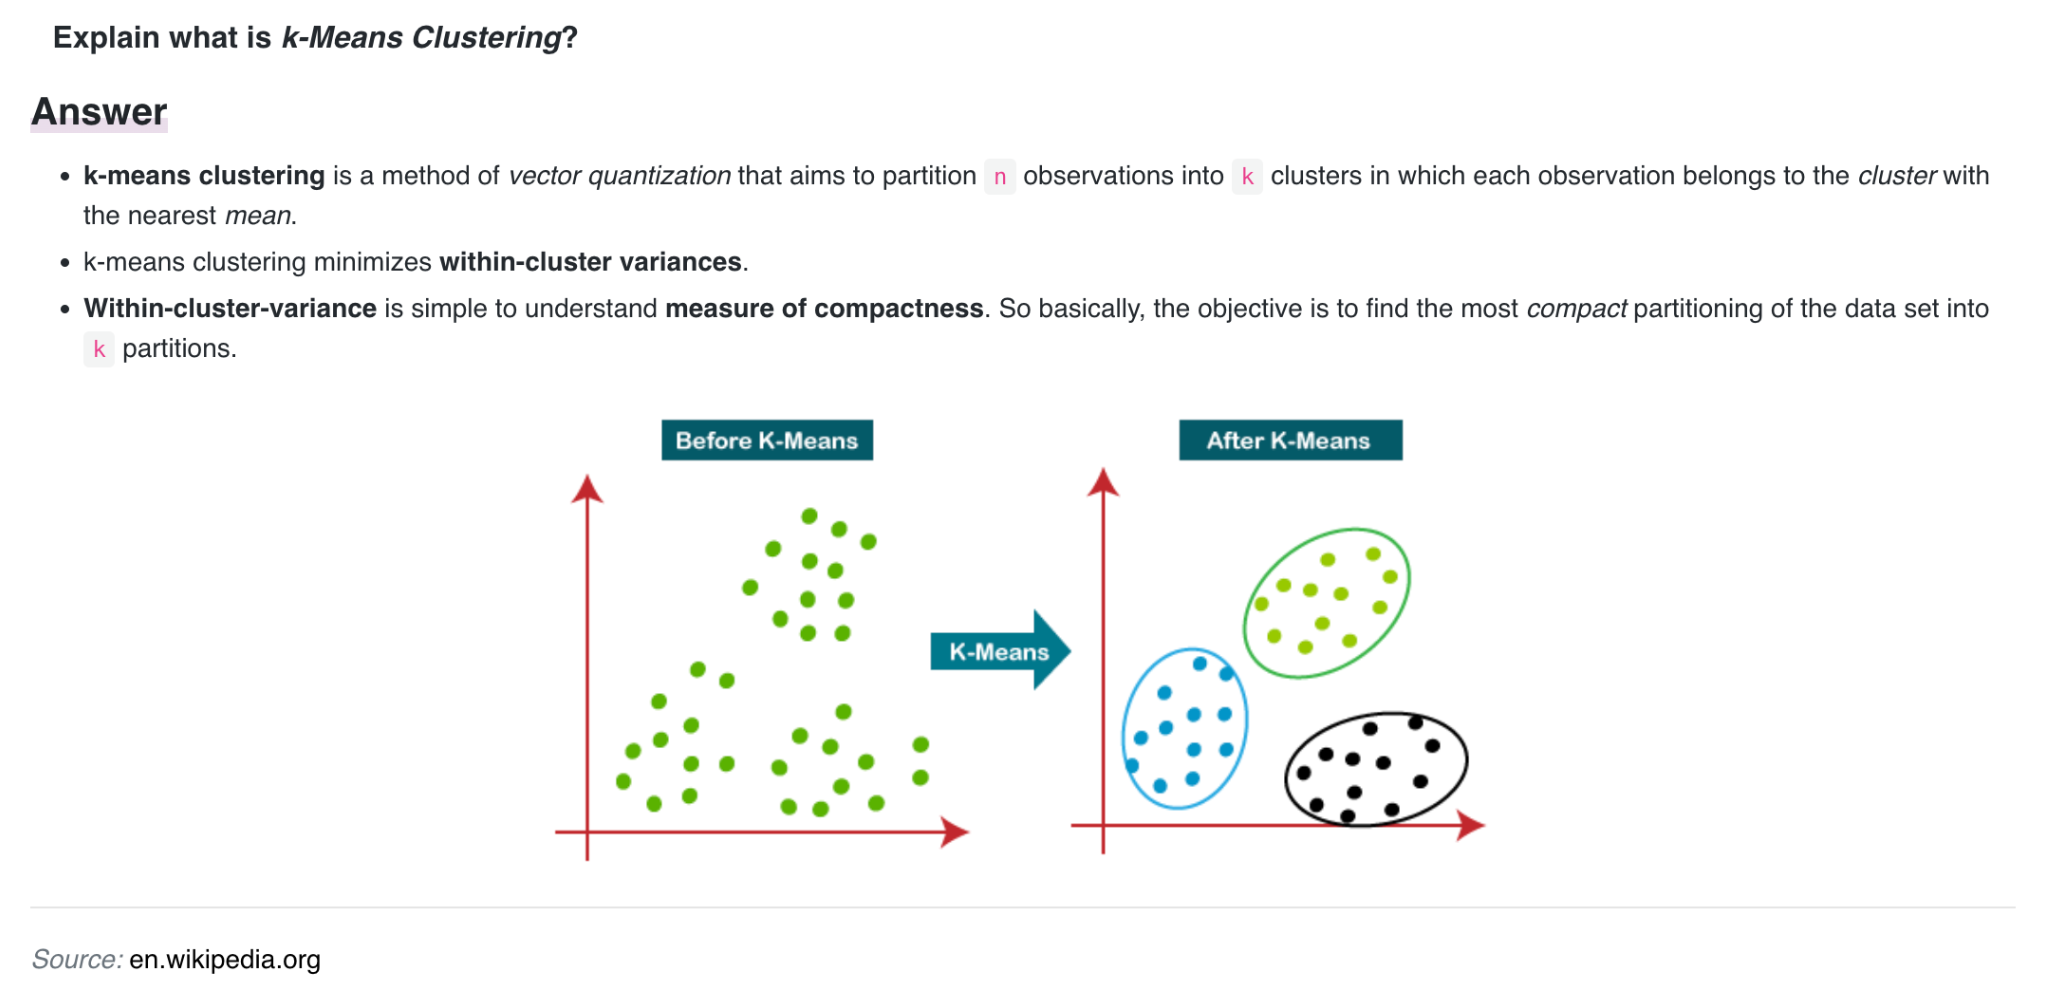 Explain what is k-Means Clustering?
Answer
• k-means clustering is a method of vector quantization that aims to partition n observations into k clusters in which each observation belongs to the cluster with
the nearest mean.
• k-means clustering minimizes within-cluster variances.
• Within-cluster-variance is simple to understand measure of compactness. So basically, the objective is to find the most compact partitioning of the data set into
k partitions.
Before K-Means
After K-Means
K-Means
Source: en.wikipedia.org